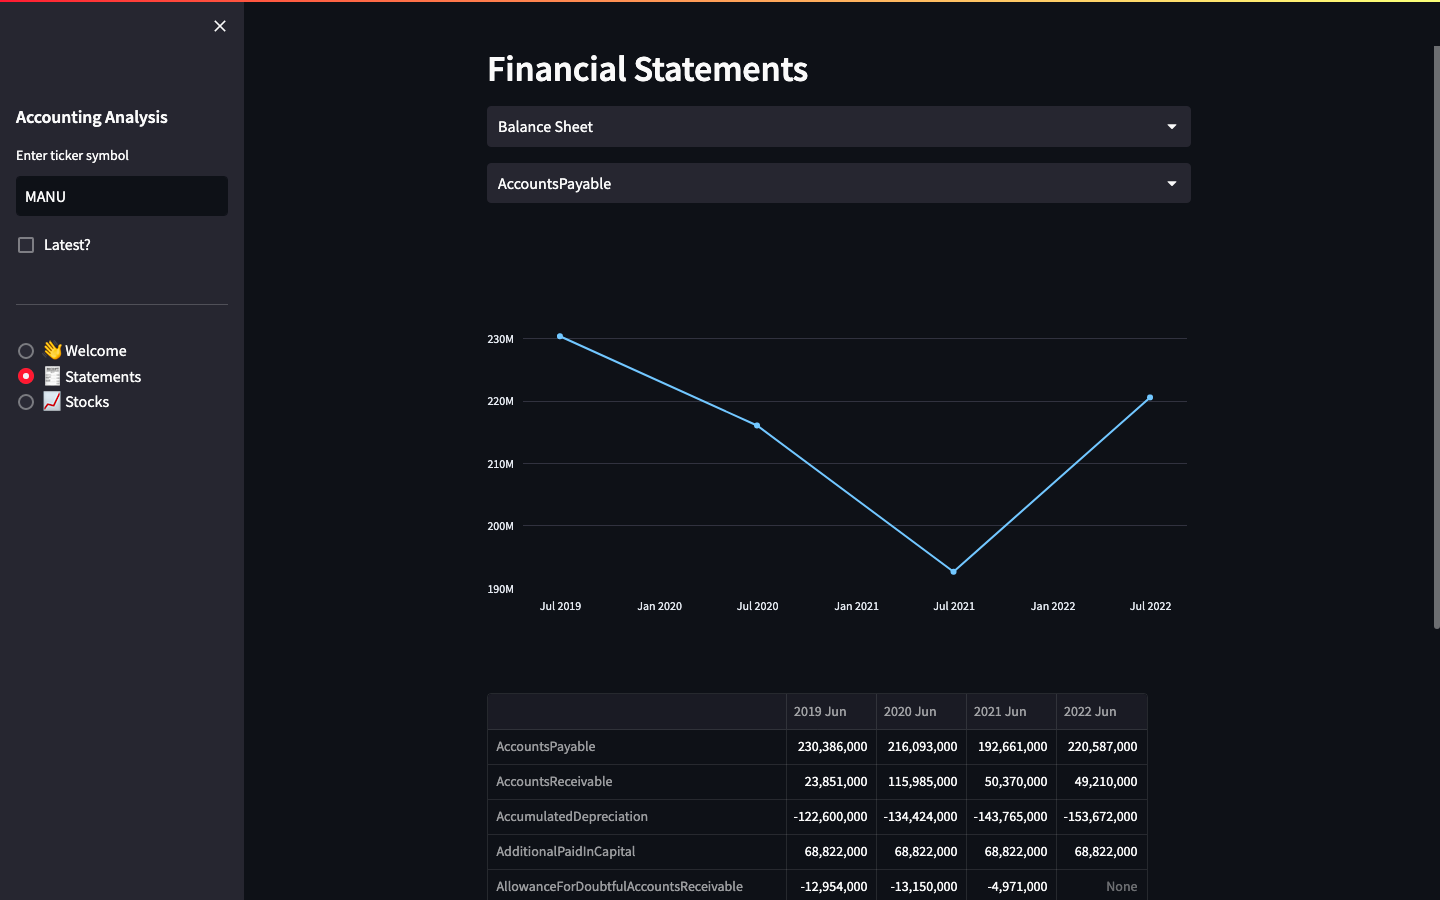 Accounting Analysis
Enter ticker symbol
MANU
Latest?
Welcome
Statements
Stocks
Financial Statements
Balance Sheet
AccountsPayable
230M
220M
210M
200M
190M
Jul 2019 Jan 2020 Jul 2020 Jan 2021 Jul 2021 Jan 2022 Jul 2022
2019 Jun 2020 Jun 2021 Jun 2022 Jun
AccountsPayable 230,386,000 216,093,000 192,661,000 220,587,000
AccountsReceivable 23,851,000 115,985,000 50,370,000 49,210,000
AccumulatedDepreciation -122,600,000 -134,424,000 -143,765,000 -153,672,000
AdditionalPaidInCapital 68,822,000 68,822,000 68,822,000 68,822,000
AllowanceForDoubtfulAccountsReceivable -12,954,000 -13,150,000 -4,971,000 None